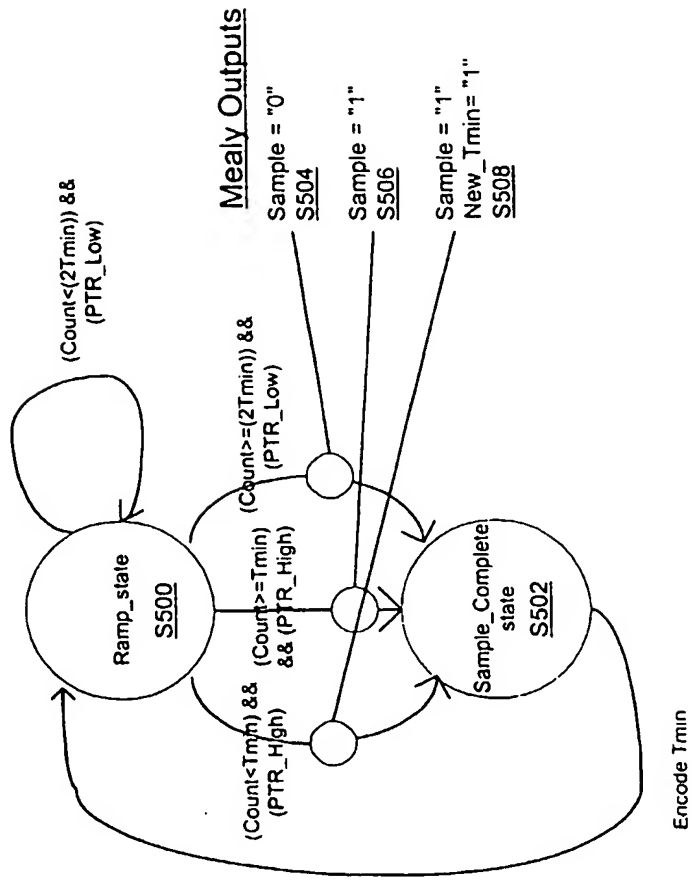 Mealy Outputs
Sample = "0"
S504
Sample = "1"
S506
Sample = "1"
New_Tmin= "1"
S508
(Count<(2Tmin)) &&
(PTR_Low)
(Count>=(2Tmin)) &&
(PTR_Low)
(Count>=Tmin)
&& (PTR_High)
(Count<Tmin) &&
(PTR_High)
Ramp_state
S500
Sample_Complete
state
S502
Encode Tmin